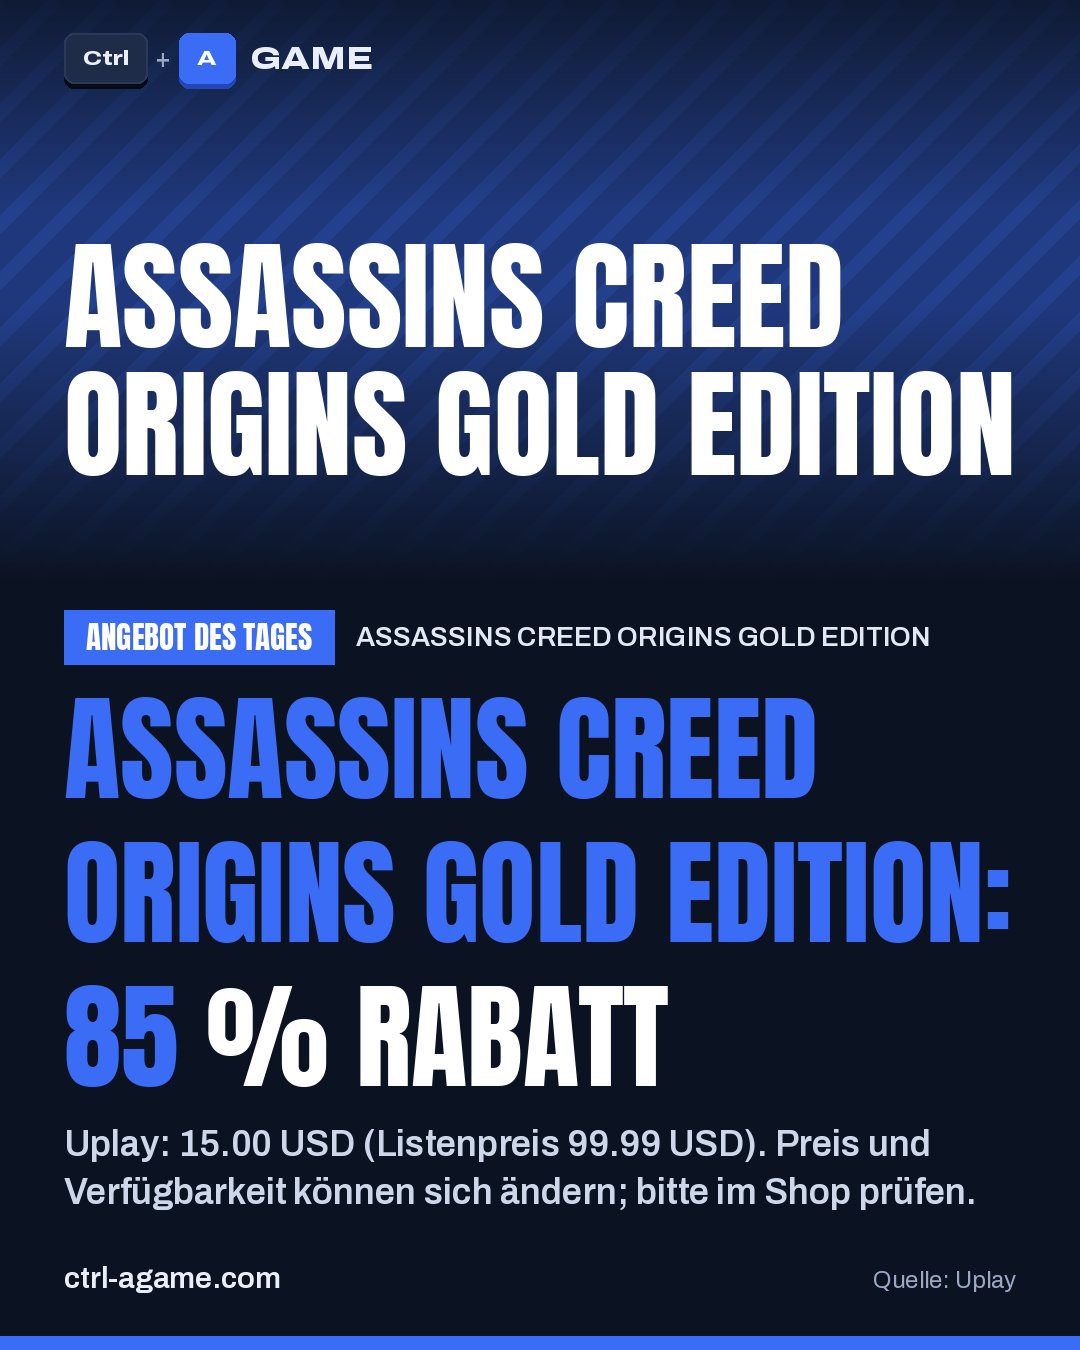 Ctrl + A GAME
ASSASSINS CREED
ORIGINS GOLD EDITION
ANGEBOT DES TAGES ASSASSINS CREED ORIGINS GOLD EDITION
ASSASSINS CREED
ORIGINS GOLD EDITION:
85 % RABATT
Uplay: 15.00 USD (Listenpreis 99.99 USD). Preis und
Verfügbarkeit können sich ändern; bitte im Shop prüfen.
ctrl-agame.com Quelle: Uplay